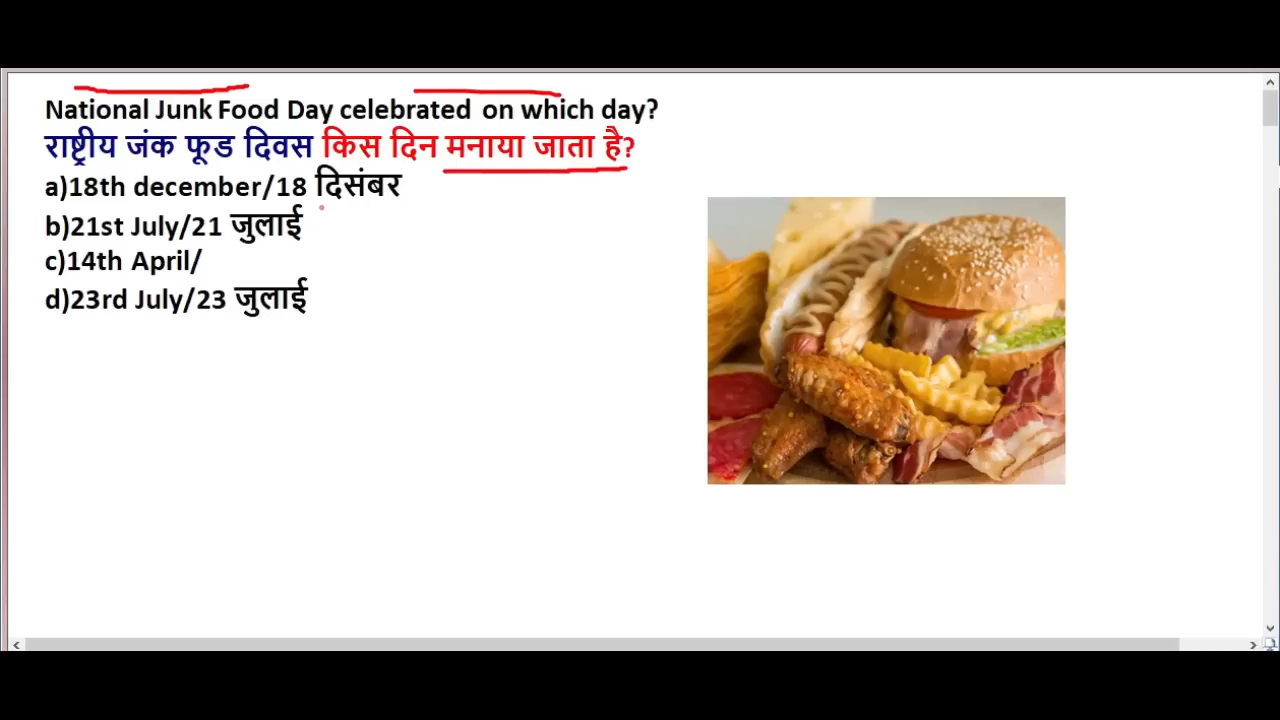 National Junk Food Day celebrated on which day?
राष्ट्रीय जंक फूड दिवस किस दिन मनाया जाता है?
a)18th december/18 दिसंबर
b)21st July/21 जुलाई
c)14th April/
d)23rd July/23 जुलाई